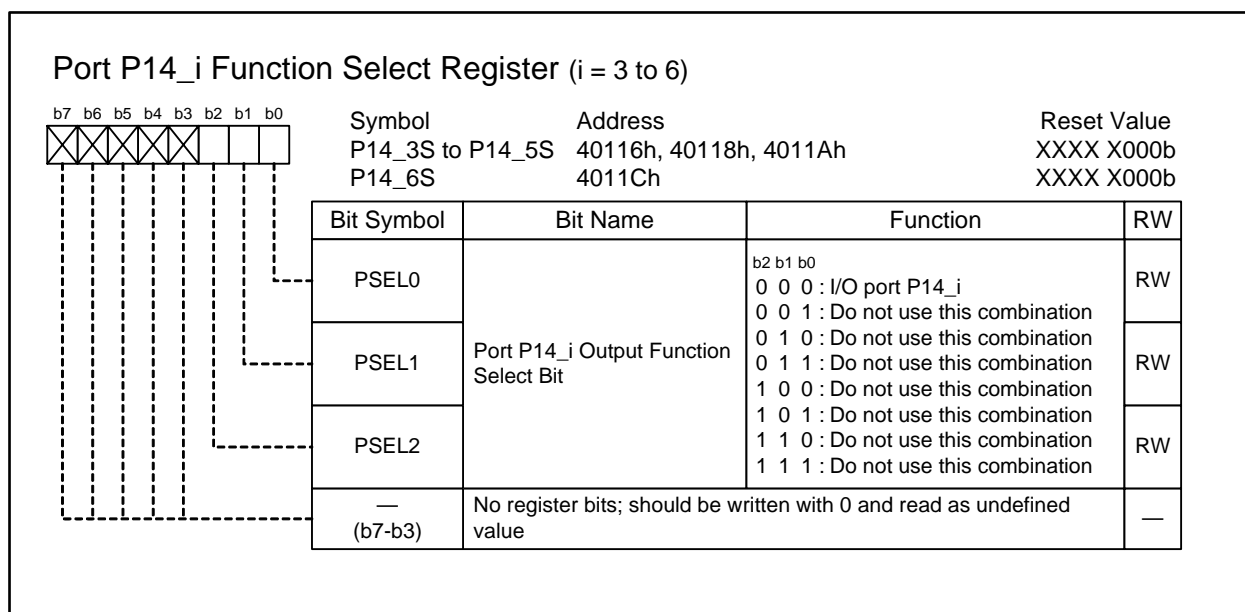 Port P14_i Function Select Register (i = 3 to 6)
b7 b6 b5 b4 b3 b2 b1 b0
Symbol Address Reset Value
P14_3S to P14_5S 40116h, 40118h, 4011Ah XXXX X000b
P14_6S 4011Ch XXXX X000b
Bit Symbol Bit Name Function RW
PSEL0 RW
PSEL1 RW
PSEL2 RW
Port P14_i Output Function
Select Bit
b2 b1 b0
0 0 0 : I/O port P14_i
0 0 1 : Do not use this combination
0 1 0 : Do not use this combination
0 1 1 : Do not use this combination
1 0 0 : Do not use this combination
1 0 1 : Do not use this combination
1 1 0 : Do not use this combination
1 1 1 : Do not use this combination
—
(b7-b3)
No register bits; should be written with 0 and read as undefined
value
—